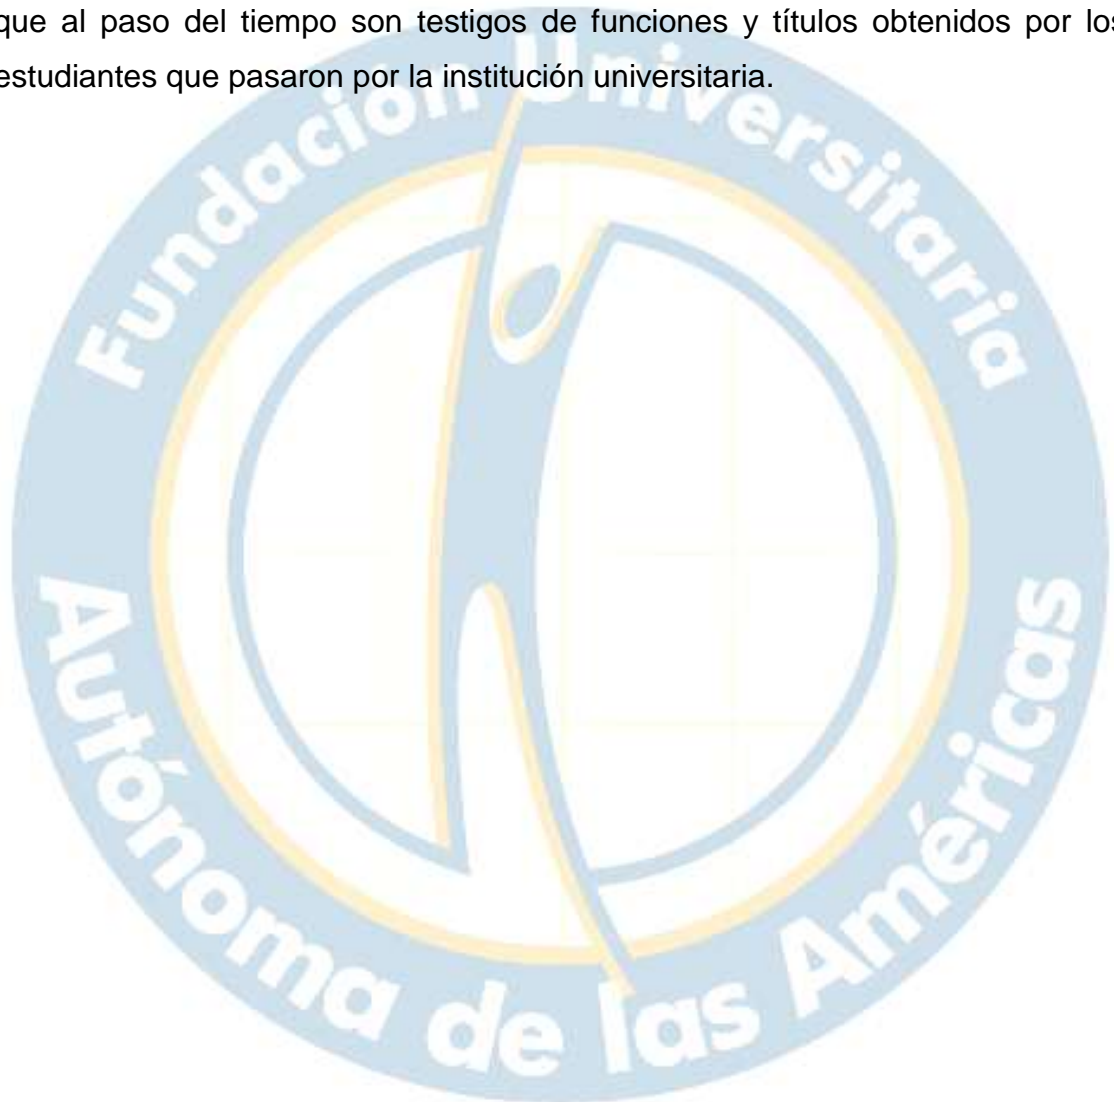 que al paso del tiempo son testigos de funciones y títulos obtenidos por los
estudiantes que pasaron por la institución universitaria.
Fundación Universitaria
Autónoma de las Américas